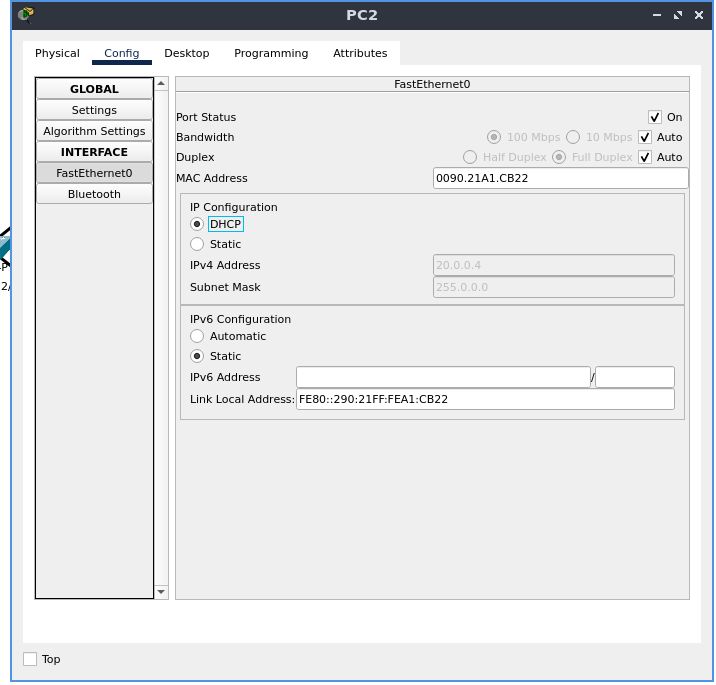 PC2
Physical Config Desktop Programming Attributes
GLOBAL
Settings
Algorithm Settings
INTERFACE
FastEthernet0
Bluetooth
FastEthernet0
Port Status On
Bandwidth 100 Mbps 10 Mbps Auto
Duplex Half Duplex Full Duplex Auto
MAC Address 0090.21A1.CB22
IP Configuration
DHCP
Static
IPv4 Address 20.0.0.4
Subnet Mask 255.0.0.0
IPv6 Configuration
Automatic
Static
IPv6 Address /
Link Local Address: FE80::290:21FF:FEA1:CB22
Top